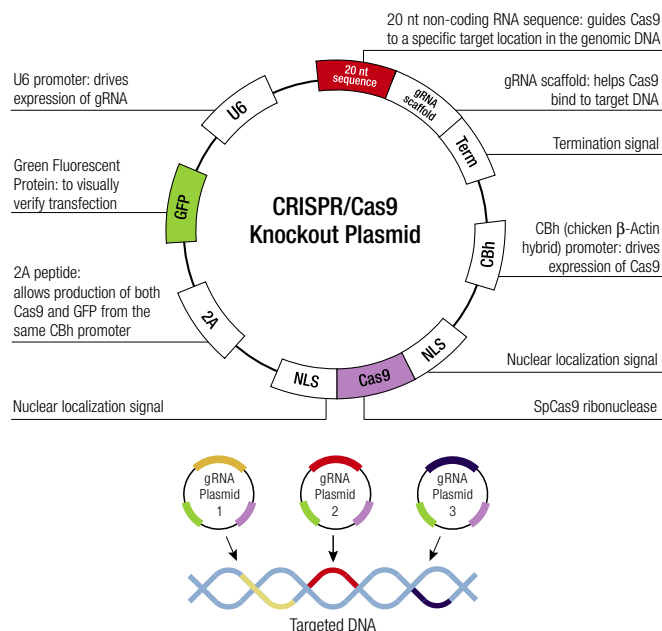 20 nt non-coding RNA sequence: guides Cas9
to a specific target location in the genomic DNA
U6 promoter: drives
expression of gRNA
20 nt
sequence
gRNA
scaffold
gRNA scaffold: helps Cas9
bind to target DNA
U6
Term
Termination signal
Green Fluorescent
Protein: to visually
verify transfection
GFP
CRISPR/Cas9
Knockout Plasmid
CBh
CBh (chicken β-Actin
hybrid) promoter: drives
expression of Cas9
2A peptide:
allows production of both
Cas9 and GFP from the
same CBh promoter
2A
NLS
Cas9
NLS
Nuclear localization signal
Nuclear localization signal
SpCas9 ribonuclease
gRNA
Plasmid
1
gRNA
Plasmid
2
gRNA
Plasmid
3
Targeted DNA